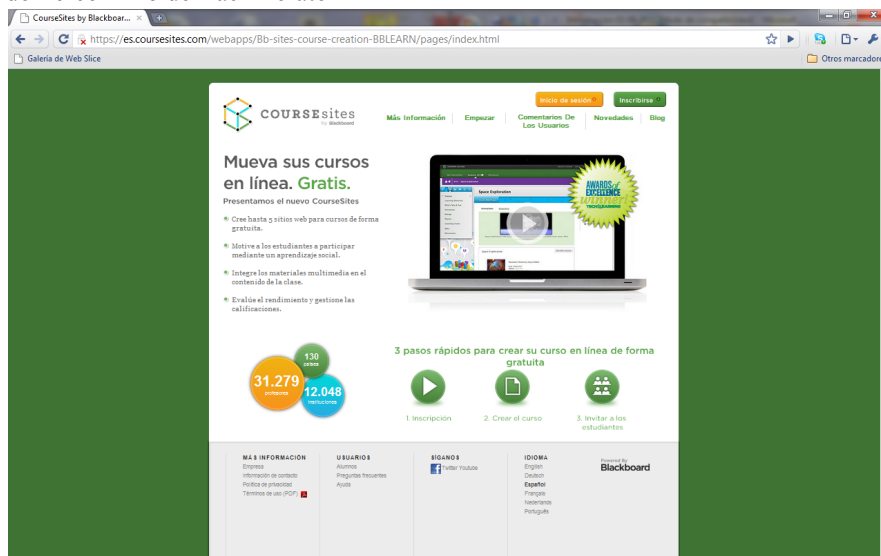 CourseSites by Blackboar...
https://es.coursesites.com/webapps/Bb-sites-course-creation-BBLEARN/pages/index.html
Galería de Web Slice
Otros marcadore
COURSEsites
by Blackboard
Inicio de sesión
Inscribirse
Más Información
Empezar
Comentarios De
Los Usuarios
Novedades
Blog
Mueva sus cursos
en línea. Gratis.
Presentamos el nuevo CourseSites
Cree hasta 5 sitios web para cursos de forma
gratuita.
Motive a los estudiantes a participar
mediante un aprendizaje social.
Integre los materiales multimedia en el
contenido de la clase.
Evalúe el rendimiento y gestione las
calificaciones.
Space Exploration
AWARDS of
EXCELLENCE
winner!
TECH&LEARNING
130
países
31.279
profesores
12.048
instituciones
3 pasos rápidos para crear su curso en línea de forma
gratuita
1. Inscripción
2. Crear el curso
3. Invitar a los
estudiantes
MÁS INFORMACIÓN
Empresa
Información de contacto
Política de privacidad
Términos de uso (PDF)
USUARIOS
Alumnos
Preguntas frecuentes
Ayuda
SÍGANOS
Twitter Youtube
IDIOMA
English
Deutsch
Español
Français
Nederlands
Português
Powered By
Blackboard